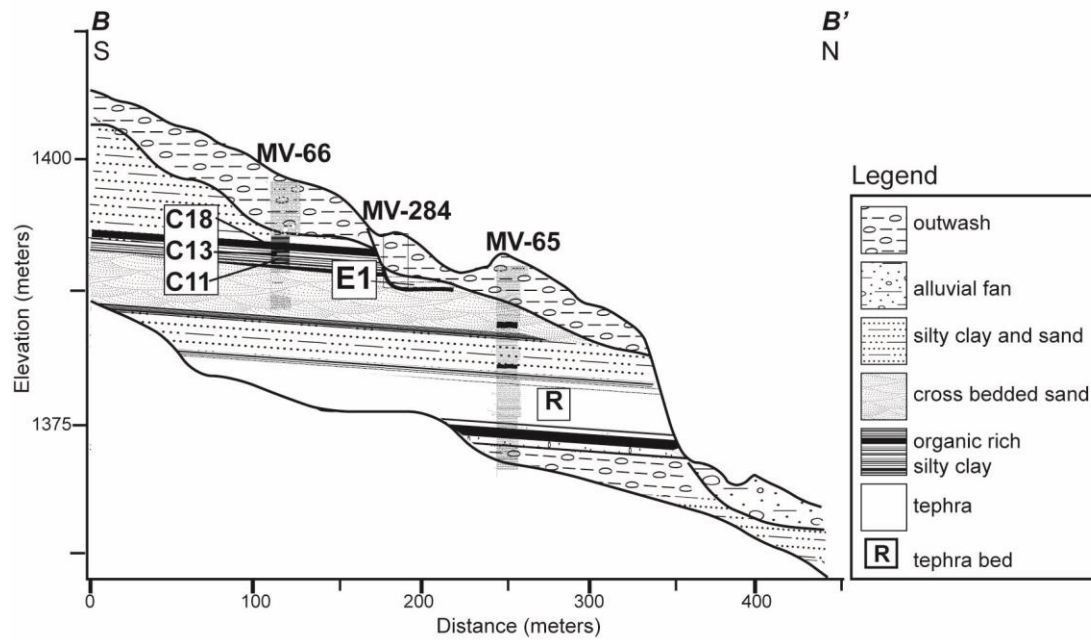 B
S
B’
N
MV-66
MV-284
MV-65
C18
C13
C11
E1
R
1400
1375
Elevation (meters)
0
100
200
300
400
Distance (meters)
Legend
outwash
alluvial fan
silty clay and sand
cross bedded sand
organic rich
silty clay
tephra
R
tephra bed